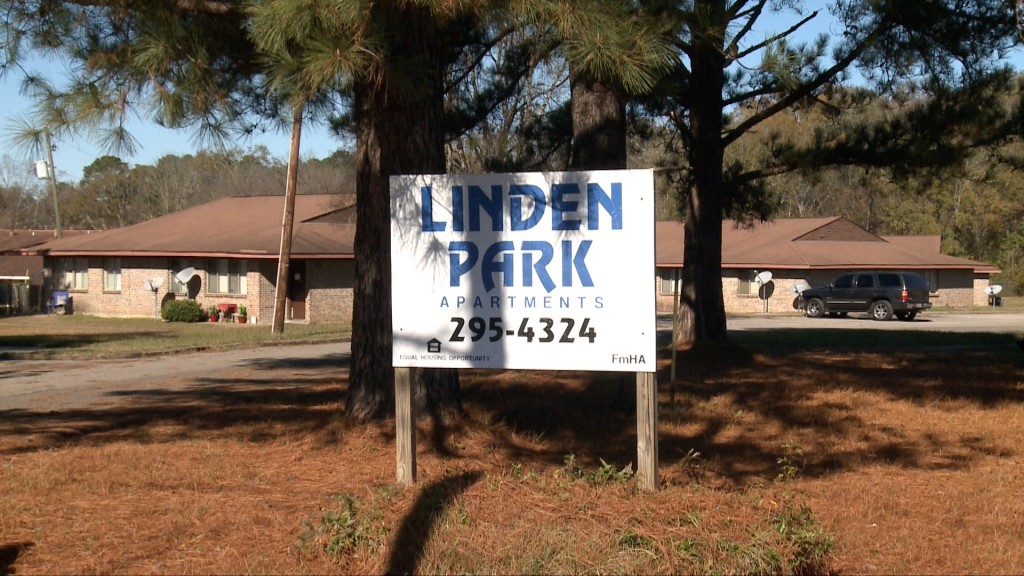 LINDEN
PARK
APARTMENTS
295-4324
EQUAL HOUSING OPPORTUNITY
FmHA